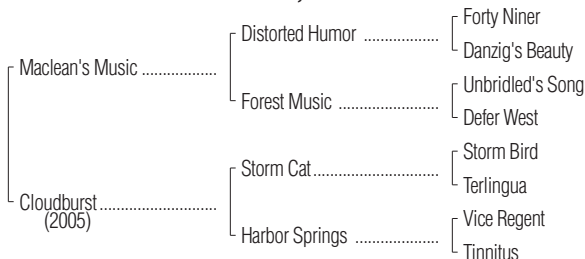 Forty Niner
Distorted Humor ..................
Danzig's Beauty
Maclean's Music .................
Unbridled's Song
Forest Music ........................
Defer West
Storm Bird
Storm Cat.............................
Terlingua
Cloudburst...........................
(2005)
Vice Regent
Harbor Springs ...................
Tinnitus